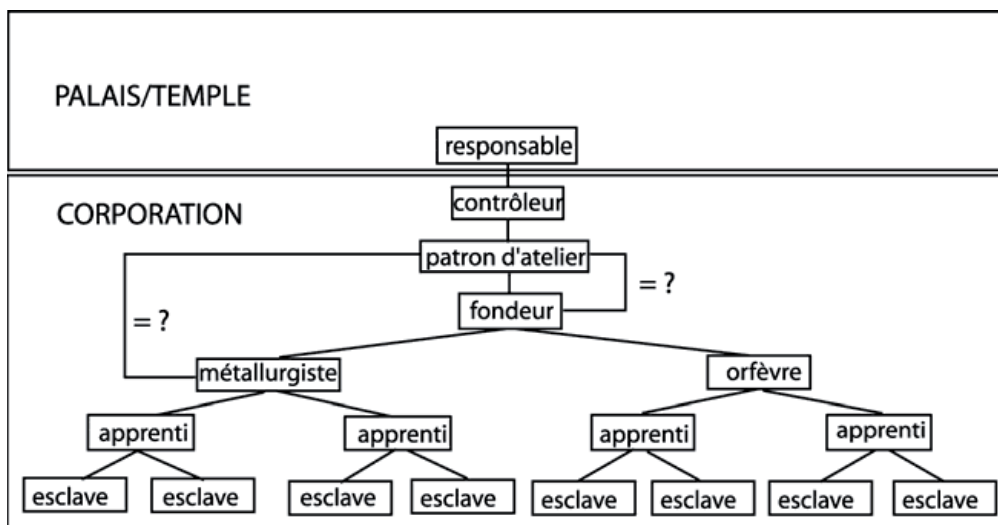 PALAIS/TEMPLE
responsable
contrôleur
CORPORATION
patron d'atelier
= ?
fondeur
= ?
métallurgiste
orfèvre
apprenti
apprenti
apprenti
apprenti
esclave
esclave
esclave
esclave
esclave
esclave
esclave
esclave